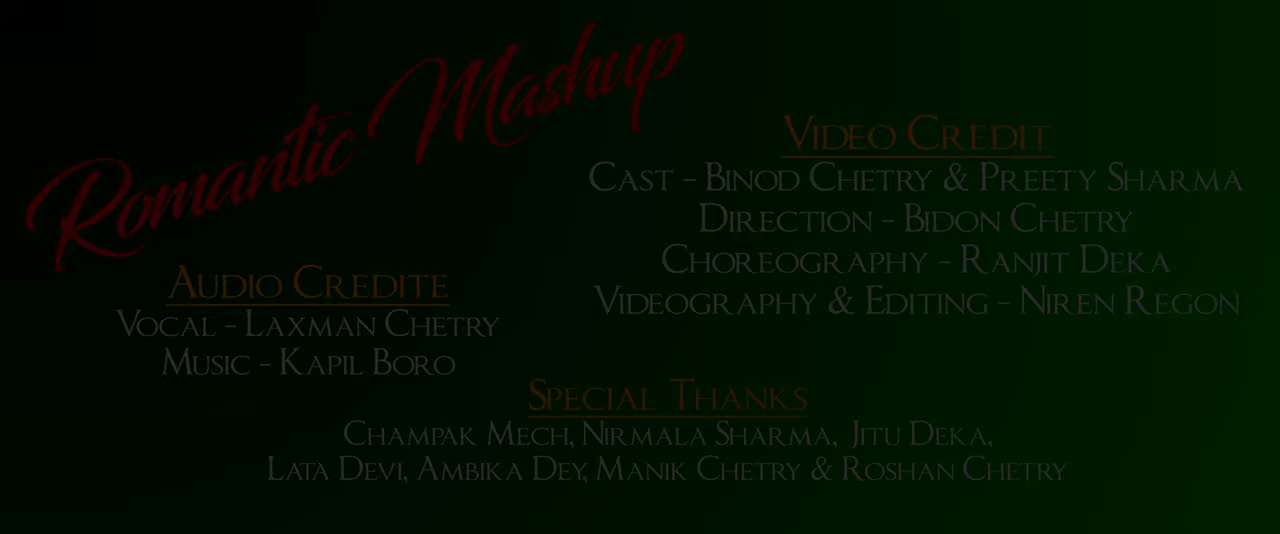 Romantic Mashup
Audio Credite
Vocal - Laxman Chetry
Music - Kapil Boro
Video Credit
Cast - Binod Chetry & Preety Sharma
Direction - Bidon Chetry
Choreography - Ranjit Deka
Videography & Editing - Niren Regon
Special Thanks
Champak Mech, Nirmala Sharma, Jitu Deka,
Lata Devi, Ambika Dey, Manik Chetry & Roshan Chetry